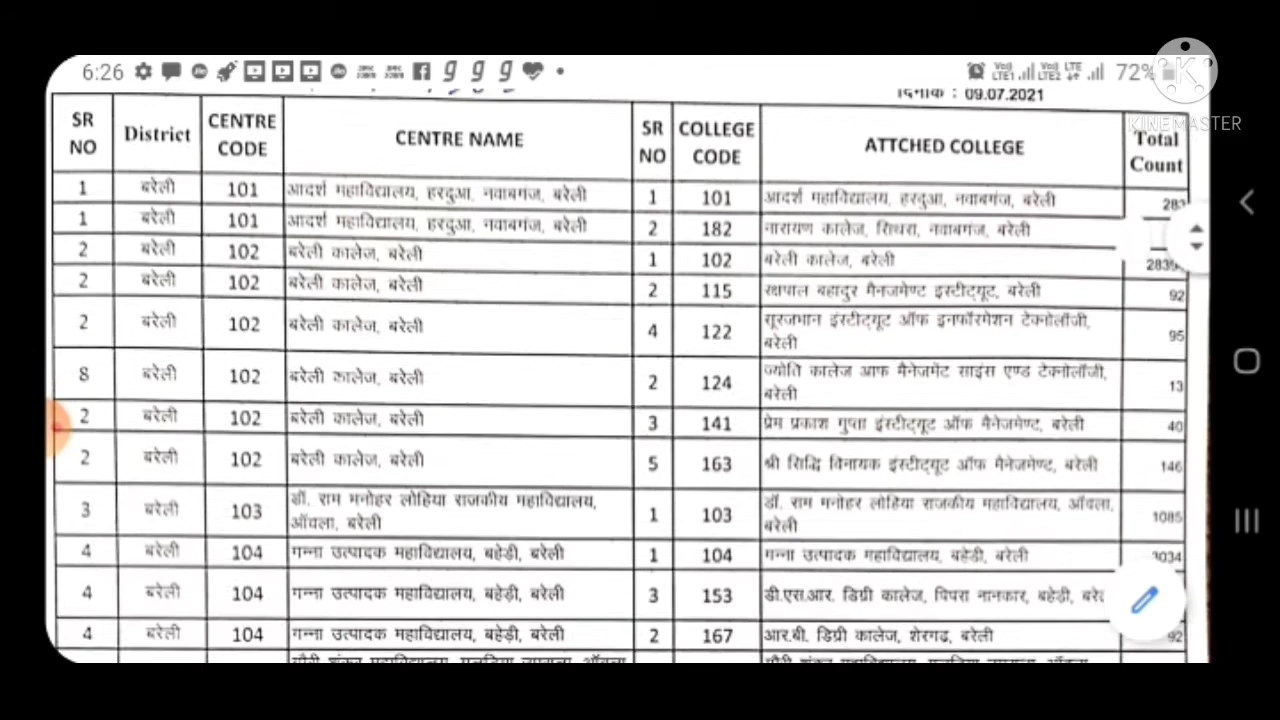 6:26 72%
KINEMASTER
दिनांक : 09.07.2021
SR NO District CENTRE CODE CENTRE NAME SR NO COLLEGE CODE ATTCHED COLLEGE Total Count
1 बरेली 101 आदर्श महाविद्यालय, हरदुआ, नवाबगंज, बरेली 1 101 आदर्श महाविद्यालय, हरदुआ, नवाबगंज, बरेली 283
1 बरेली 101 आदर्श महाविद्यालय, हरदुआ, नवाबगंज, बरेली 2 182 नारायण कालेज, सिथरा, नवाबगंज, बरेली
2 बरेली 102 बरेली कालेज, बरेली 1 102 बरेली कालेज, बरेली
2 बरेली 102 बरेली कालेज, बरेली 2 115 रक्षपाल बहादुर मैनजमेण्ट इस्टीट्यूट, बरेली 92
2 बरेली 102 बरेली कालेज, बरेली 4 122 सूरजभान इंस्टीट्यूट ऑफ इनफॉरमेशन टेक्नोलॉजी, बरेली 95
8 बरेली 102 बरेली कालेज, बरेली 2 124 ज्योति कालेज आफ मैनेजमेंट साइंस एण्ड टेक्नोलॉजी, बरेली 13
2 बरेली 102 बरेली कालेज, बरेली 3 141 प्रेम प्रकाश गुप्ता इंस्टीट्यूट ऑफ मैनेजमेण्ट, बरेली 40
2 बरेली 102 बरेली कालेज, बरेली 5 163 श्री सिद्धि विनायक इंस्टीट्यूट ऑफ मैनेजमेण्ट, बरेली 146
3 बरेली 103 डॉ. राम मनोहर लोहिया राजकीय महाविद्यालय, ऑवला, बरेली 1 103 डॉ. राम मनोहर लोहिया राजकीय महाविद्यालय, ऑवला, बरेली 1085
4 बरेली 104 गन्ना उत्पादक महाविद्यालय, बहेड़ी, बरेली 1 104 गन्ना उत्पादक महाविद्यालय, बहेड़ी, बरेली 3034
4 बरेली 104 गन्ना उत्पादक महाविद्यालय, बहेड़ी, बरेली 3 153 डी.एस.आर. डिग्री कालेज, पिपरा नानकार, बहेड़ी,
4 बरेली 104 गन्ना उत्पादक महाविद्यालय, बहेड़ी, बरेली 2 167 आर.बी. डिग्री कालेज, शेरगढ, बरेली 92